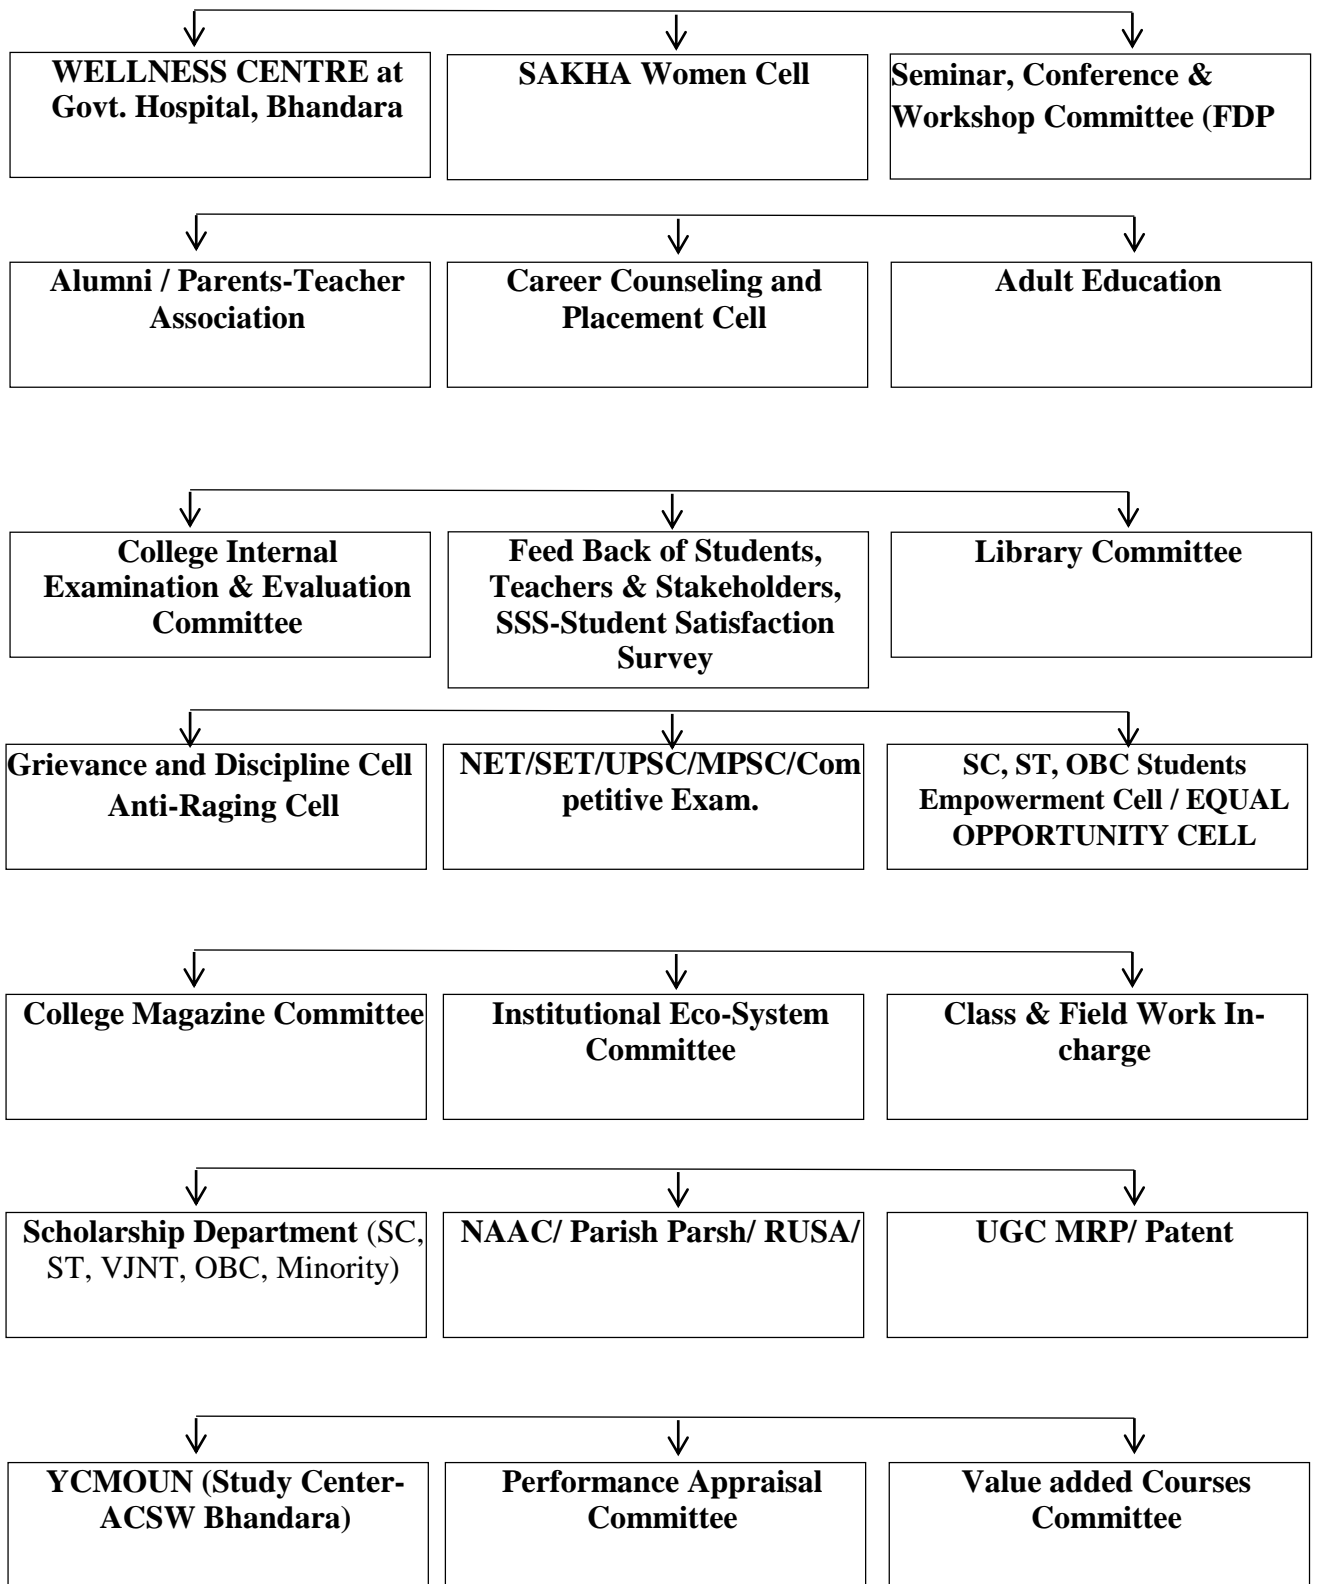 WELLNESS CENTRE at
Govt. Hospital, Bhandara
SAKHA Women Cell
Seminar, Conference &
Workshop Committee (FDP
Alumni / Parents-Teacher
Association
Career Counseling and
Placement Cell
Adult Education
College Internal
Examination & Evaluation
Committee
Feed Back of Students,
Teachers & Stakeholders,
SSS-Student Satisfaction
Survey
Library Committee
Grievance and Discipline Cell
Anti-Raging Cell
NET/SET/UPSC/MPSC/Com
petitive Exam.
SC, ST, OBC Students
Empowerment Cell / EQUAL
OPPORTUNITY CELL
College Magazine Committee
Institutional Eco-System
Committee
Class & Field Work In-
charge
Scholarship Department (SC,
ST, VJNT, OBC, Minority)
NAAC/ Parish Parsh/ RUSA/
UGC MRP/ Patent
YCMOUN (Study Center-
ACSW Bhandara)
Performance Appraisal
Committee
Value added Courses
Committee